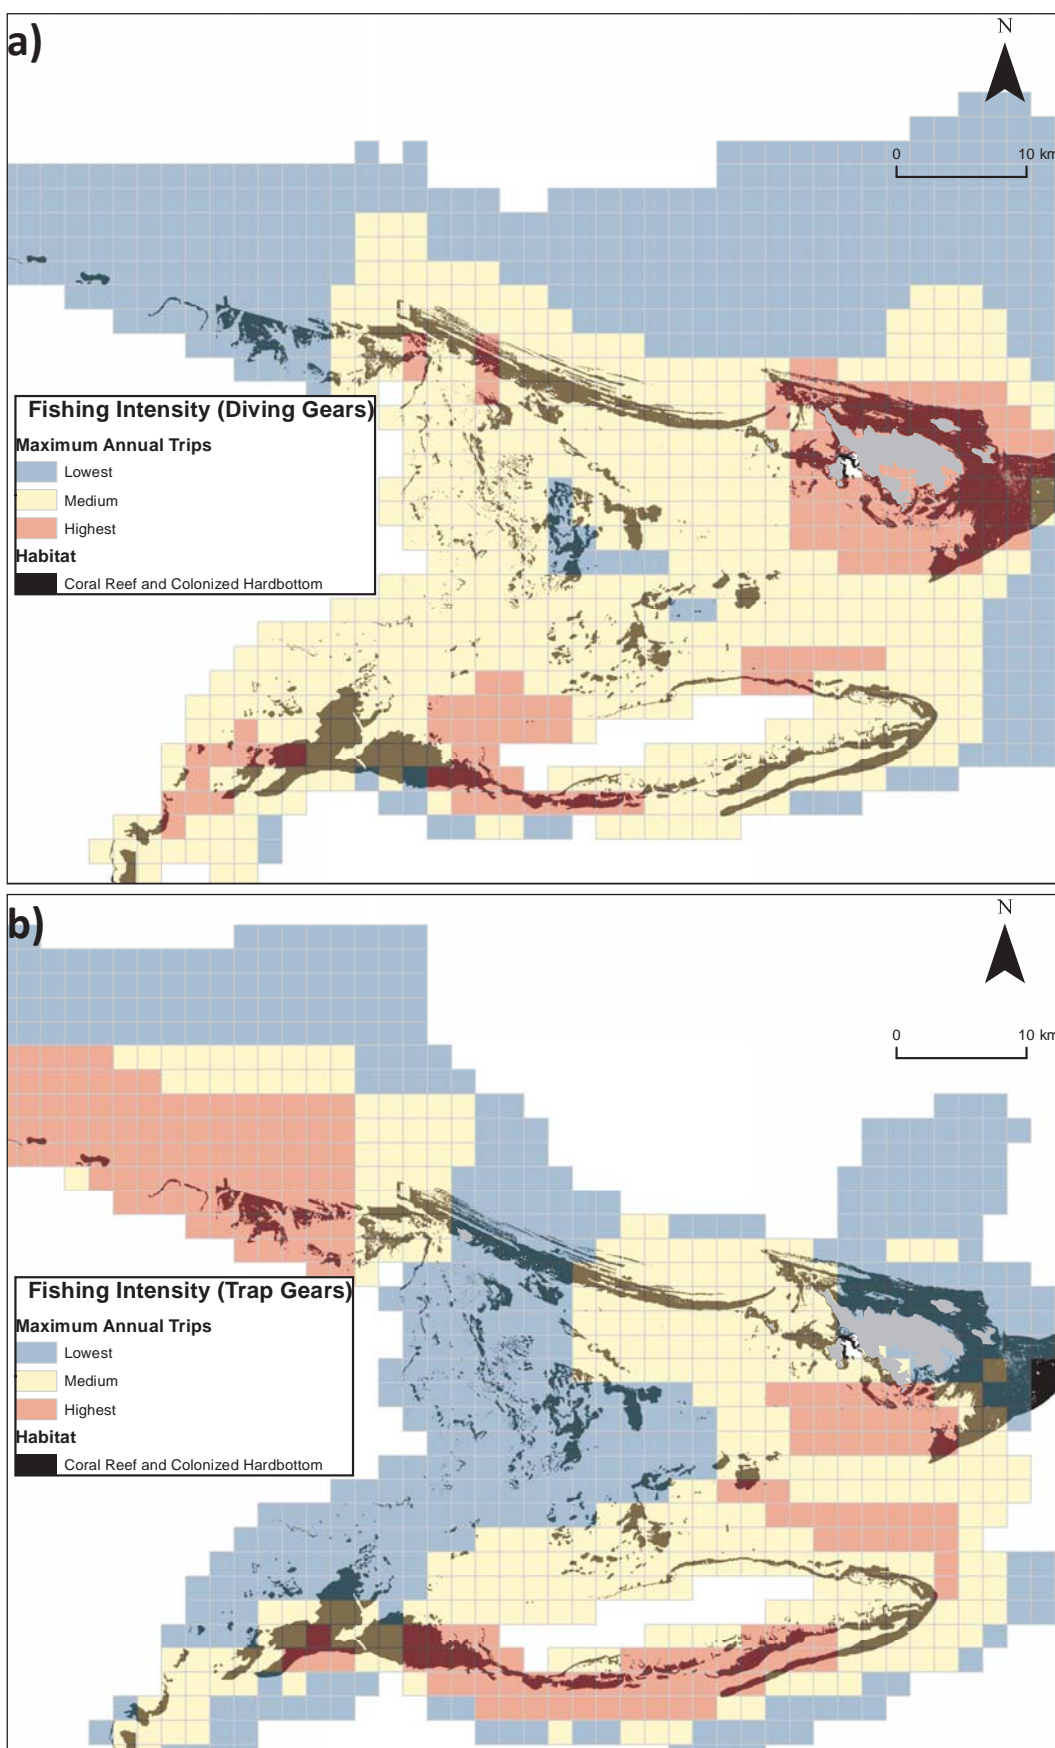 a)
N
0 10 km
Fishing Intensity (Diving Gears)
Maximum Annual Trips
Lowest
Medium
Highest
Habitat
Coral Reef and Colonized Hardbottom
b)
N
0 10 km
Fishing Intensity (Trap Gears)
Maximum Annual Trips
Lowest
Medium
Highest
Habitat
Coral Reef and Colonized Hardbottom